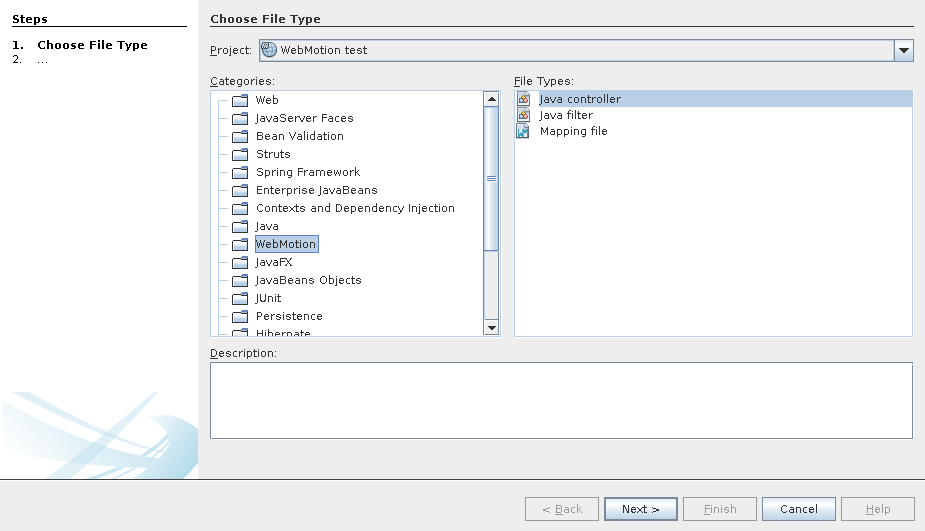 Steps
1. Choose File Type
2. ...
Choose File Type
Project: WebMotion test
Categories:
Web
JavaServer Faces
Bean Validation
Struts
Spring Framework
Enterprise JavaBeans
Contexts and Dependency Injection
Java
WebMotion
JavaFX
JavaBeans Objects
JUnit
Persistence
Hibernate
File Types:
Java controller
Java filter
Mapping file
Description:
< Back
Next >
Finish
Cancel
Help